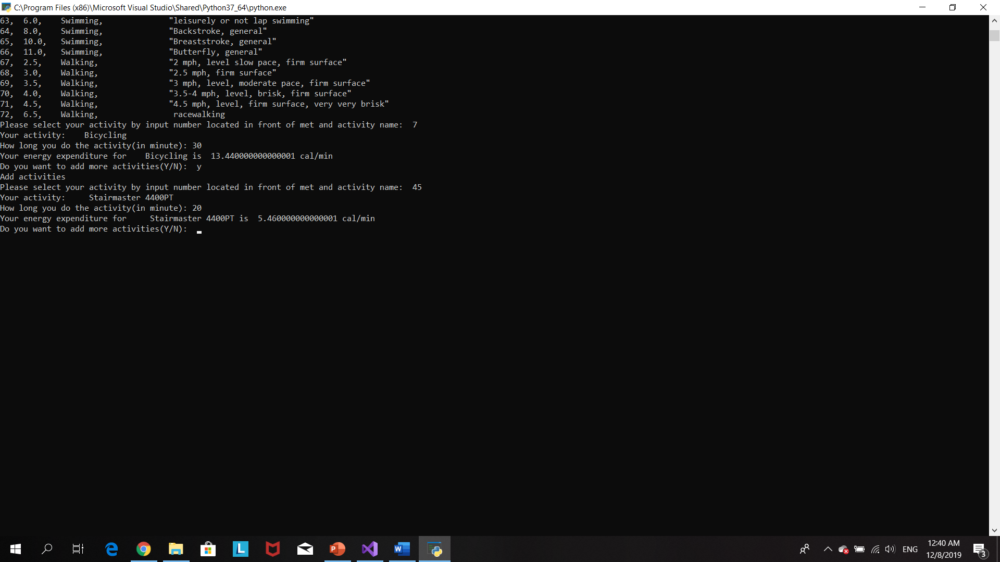 C:\Program Files (x86)\Microsoft Visual Studio\Shared\Python37_64\python.exe
63,  6.0,    Swimming,              "leisurely or not lap swimming"
64,  8.0,    Swimming,              "Backstroke, general"
65,  10.0,   Swimming,              "Breaststroke, general"
66,  11.0,   Swimming,              "Butterfly, general"
67,  2.5,    Walking,               "2 mph, level slow pace, firm surface"
68,  3.0,    Walking,               "2.5 mph, firm surface"
69,  3.5,    Walking,               "3 mph, level, moderate pace, firm surface"
70,  4.0,    Walking,               "3.5-4 mph, level, brisk, firm surface"
71,  4.5,    Walking,               "4.5 mph, level, firm surface, very very brisk"
72,  6.5,    Walking,                racewalking
Please select your activity by input number located in front of met and activity name:  7
Your activity:    Bicycling
How long you do the activity(in minute): 30
Your energy expenditure for    Bicycling is  13.440000000000001 cal/min
Do you want to add more activities(Y/N):  y
Add activities
Please select your activity by input number located in front of met and activity name:  45
Your activity:     Stairmaster 4400PT
How long you do the activity(in minute): 20
Your energy expenditure for     Stairmaster 4400PT is  5.460000000000001 cal/min
Do you want to add more activities(Y/N):
ENG
12:40 AM
12/8/2019
3